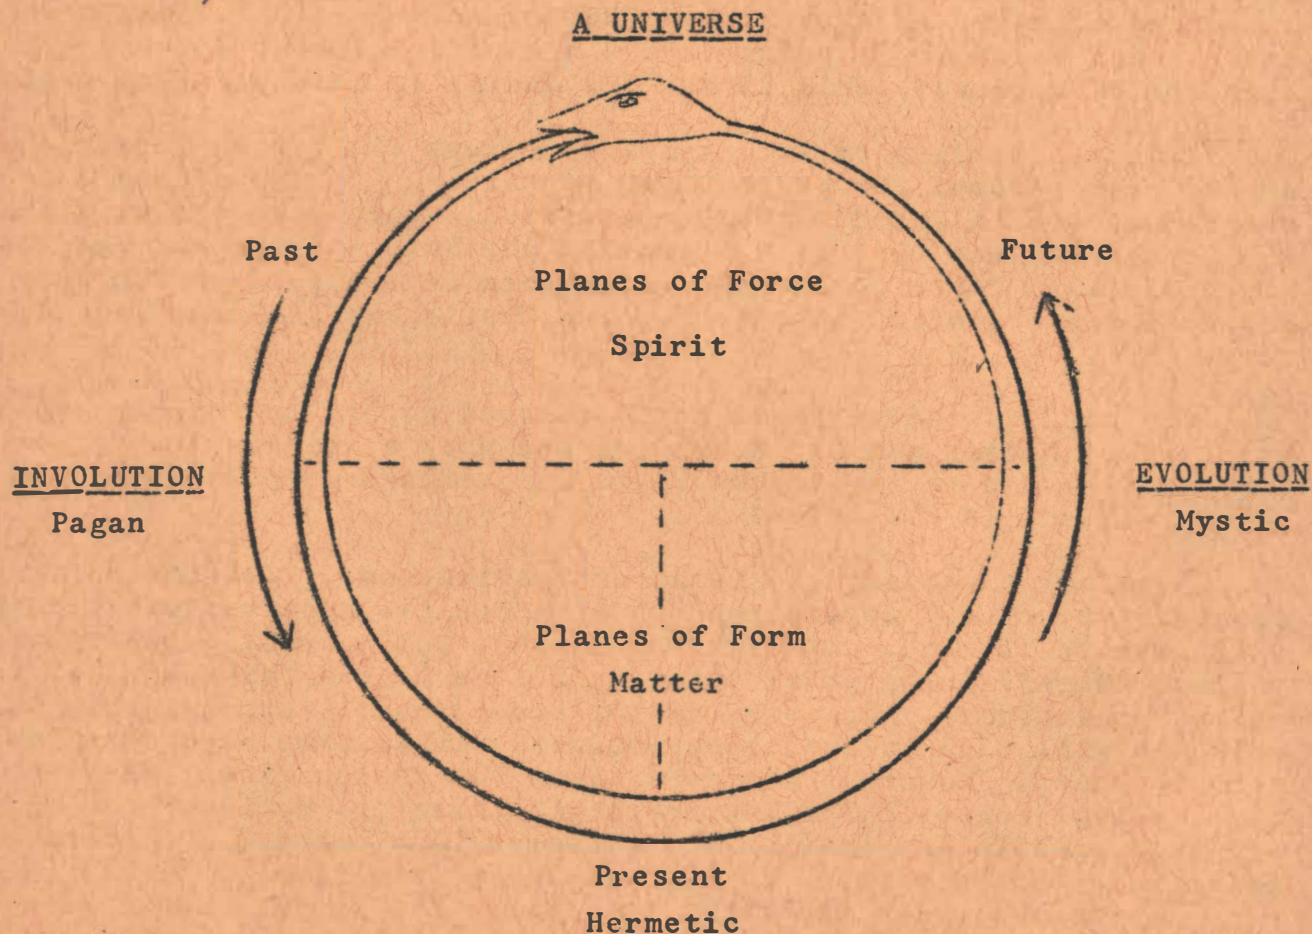 A UNIVERSE
Past
Future
Planes of Force
Spirit
INVOLUTION
Pagan
EVOLUTION
Mystic
Planes of Form
Matter
Present
Hermetic